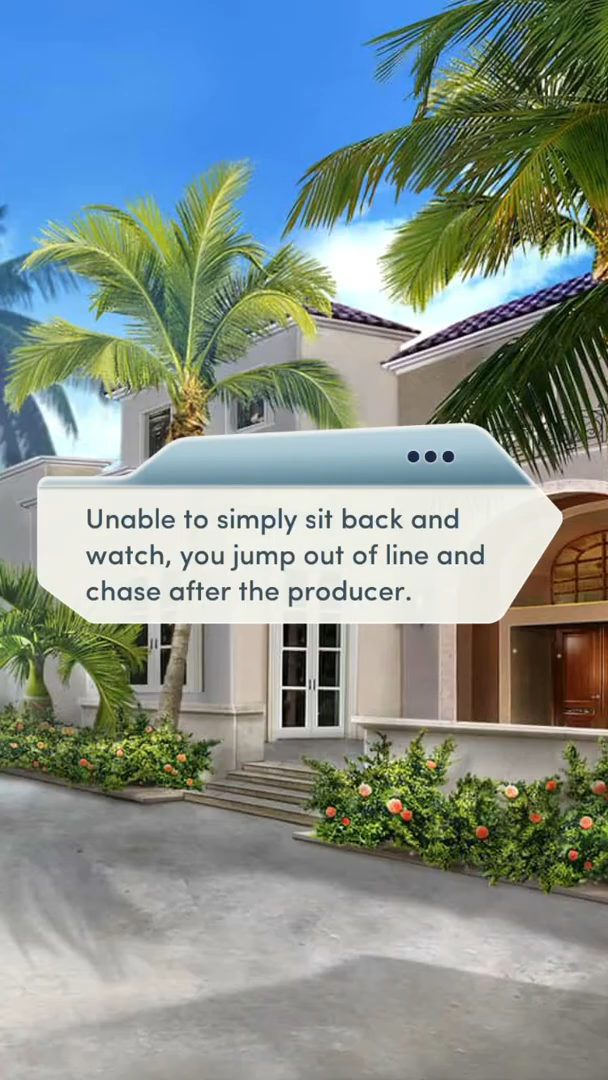 Unable to simply sit back and
watch, you jump out of line and
chase after the producer.